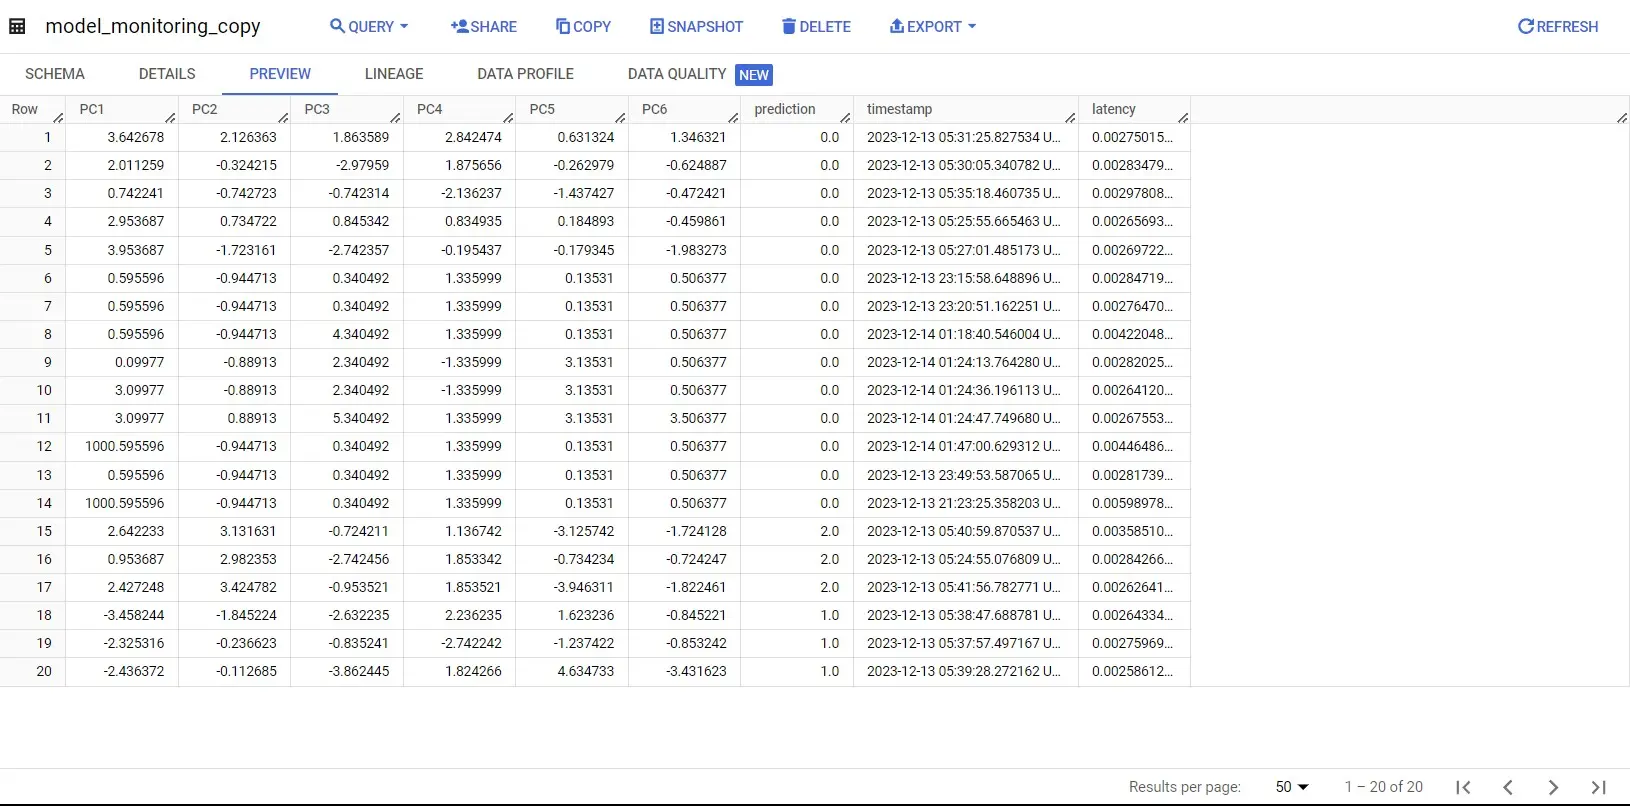 model_monitoring_copy QUERY SHARE COPY SNAPSHOT DELETE EXPORT REFRESH
SCHEMA DETAILS PREVIEW LINEAGE DATA PROFILE DATA QUALITY NEW
Row PC1 PC2 PC3 PC4 PC5 PC6 prediction timestamp latency
1 3.642678 2.126363 1.863589 2.842474 0.631324 1.346321 0.0 2023-12-13 05:31:25.827534 U... 0.00275015...
2 2.011259 -0.324215 -2.97959 1.875656 -0.262979 -0.624887 0.0 2023-12-13 05:30:05.340782 U... 0.00283479...
3 0.742241 -0.742723 -0.742314 -2.136237 -1.437427 -0.472421 0.0 2023-12-13 05:35:18.460735 U... 0.00297808...
4 2.953687 0.734722 0.845342 0.834935 0.184893 -0.459861 0.0 2023-12-13 05:25:55.665463 U... 0.00265693...
5 3.953687 -1.723161 -2.742357 -0.195437 -0.179345 -1.983273 0.0 2023-12-13 05:27:01.485173 U... 0.00269722...
6 0.595596 -0.944713 0.340492 1.335999 0.13531 0.506377 0.0 2023-12-13 23:15:58.648896 U... 0.00284719...
7 0.595596 -0.944713 0.340492 1.335999 0.13531 0.506377 0.0 2023-12-13 23:20:51.162251 U... 0.00276470...
8 0.595596 -0.944713 4.340492 1.335999 0.13531 0.506377 0.0 2023-12-14 01:18:40.546004 U... 0.00422048...
9 0.09977 -0.88913 2.340492 -1.335999 3.13531 0.506377 0.0 2023-12-14 01:24:13.764280 U... 0.00282025...
10 3.09977 -0.88913 2.340492 -1.335999 3.13531 0.506377 0.0 2023-12-14 01:24:36.196113 U... 0.00264120...
11 3.09977 0.88913 5.340492 1.335999 3.13531 3.506377 0.0 2023-12-14 01:24:47.749680 U... 0.00267553...
12 1000.595596 -0.944713 0.340492 1.335999 0.13531 0.506377 0.0 2023-12-14 01:47:00.629312 U... 0.00446486...
13 0.595596 -0.944713 0.340492 1.335999 0.13531 0.506377 0.0 2023-12-13 23:49:53.587065 U... 0.00281739...
14 1000.595596 -0.944713 0.340492 1.335999 0.13531 0.506377 0.0 2023-12-13 21:23:25.358203 U... 0.00598978...
15 2.642233 3.131631 -0.724211 1.136742 -3.125742 -1.724128 2.0 2023-12-13 05:40:59.870537 U... 0.00358510...
16 0.953687 2.982353 -2.742456 1.853342 -0.734234 -0.724247 2.0 2023-12-13 05:24:55.076809 U... 0.00284266...
17 2.427248 3.424782 -0.953521 1.853521 -3.946311 -1.822461 2.0 2023-12-13 05:41:56.782771 U... 0.00262641...
18 -3.458244 -1.845224 -2.632235 2.236235 1.623236 -0.845221 1.0 2023-12-13 05:38:47.688781 U... 0.00264334...
19 -2.325316 -0.236623 -0.835241 -2.742242 -1.237422 -0.853242 1.0 2023-12-13 05:37:57.497167 U... 0.00275969...
20 -2.436372 -0.112685 -3.862445 1.824266 4.634733 -3.431623 1.0 2023-12-13 05:39:28.272162 U... 0.00258612...
Results per page: 50 1 – 20 of 20